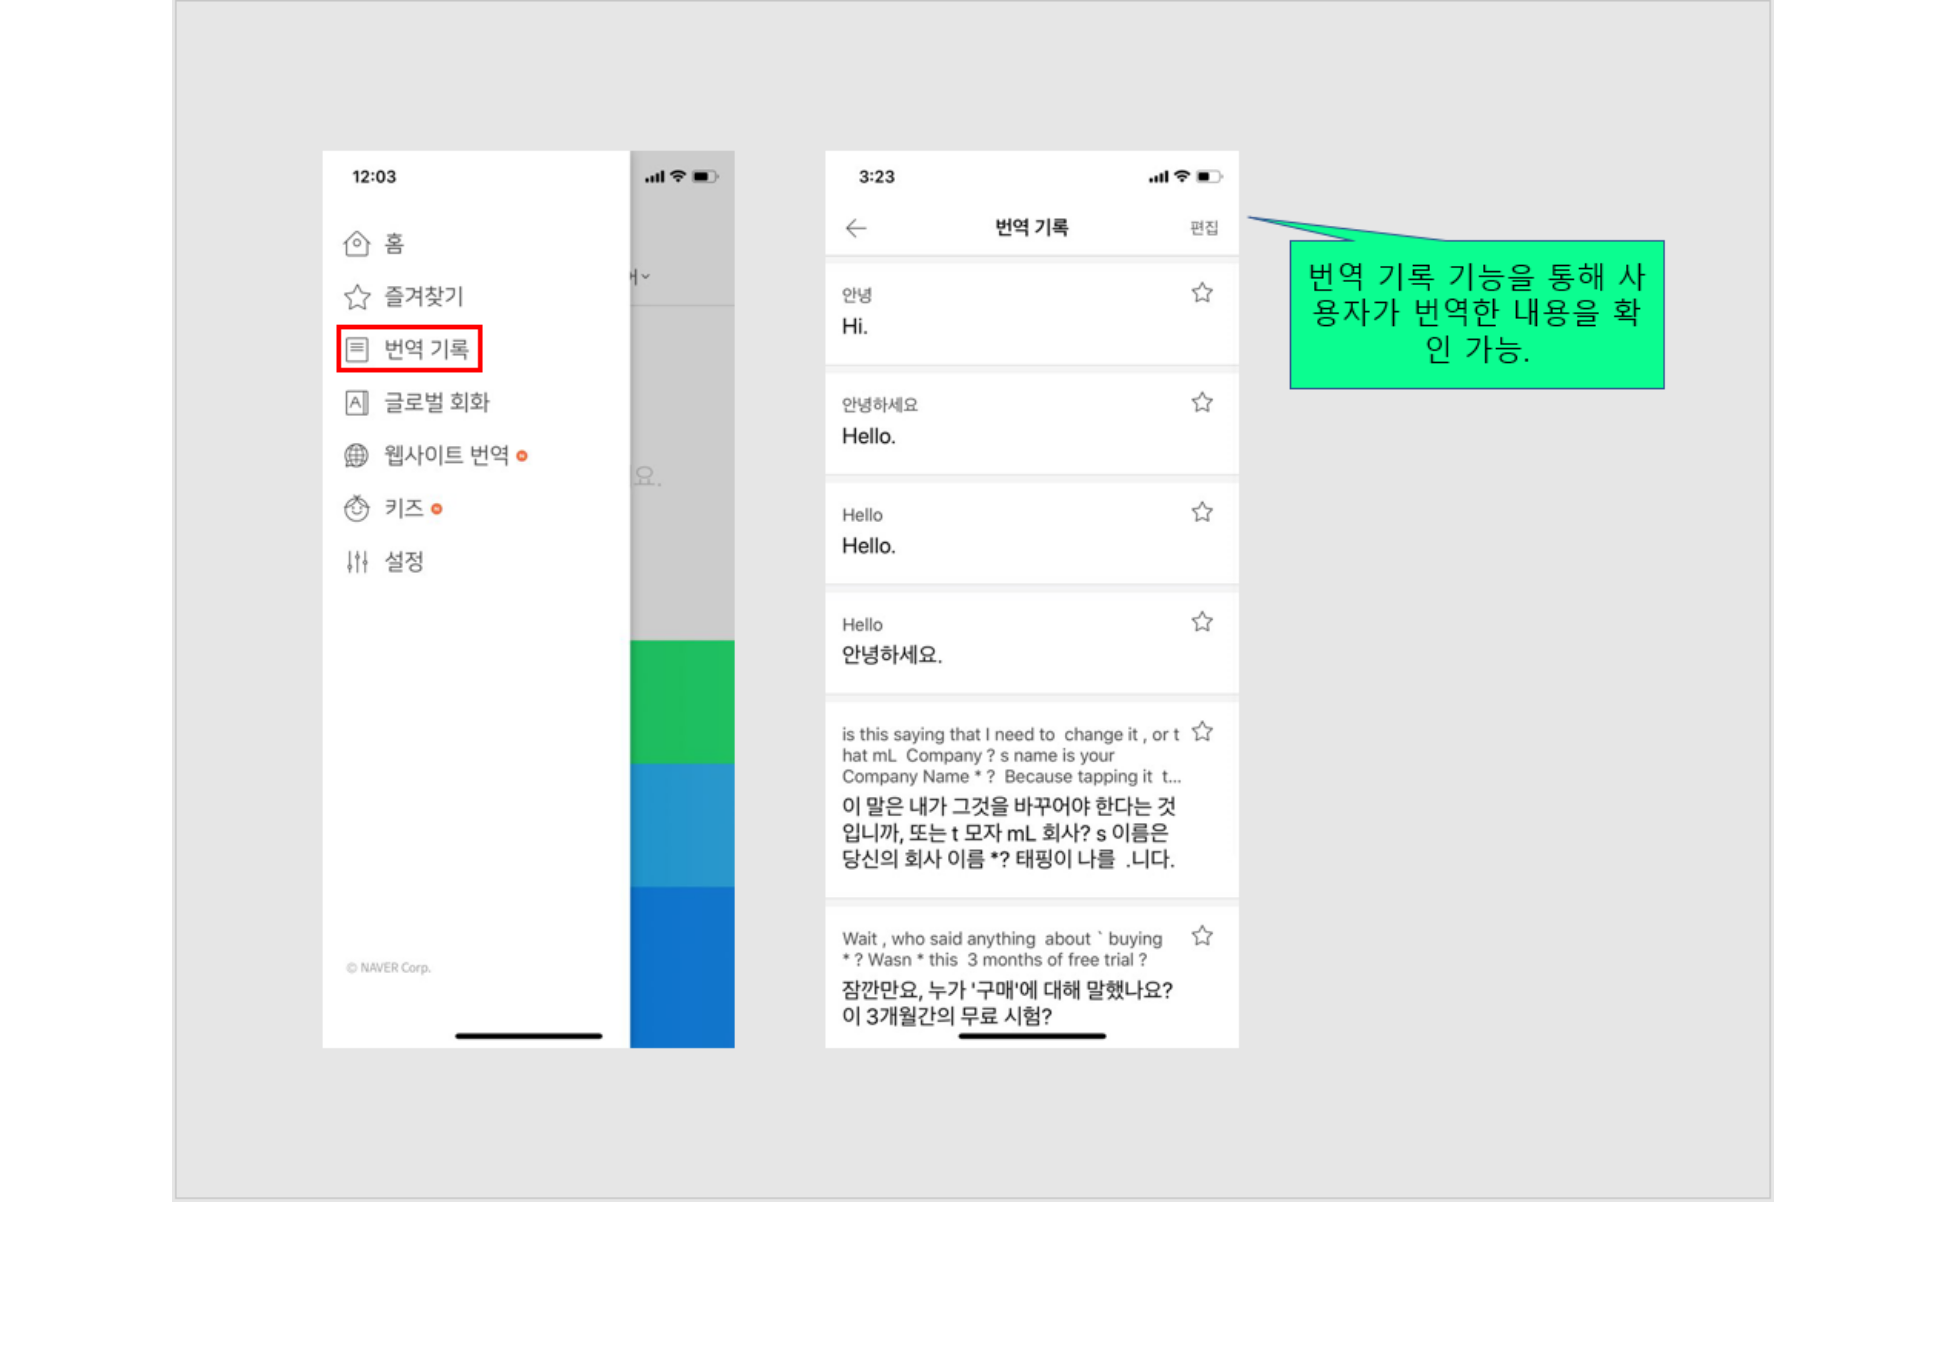 12:03
홈
즐겨찾기
번역 기록
글로벌 회화
웹사이트 번역
키즈
설정
© NAVER Corp.
어
요.
3:23
번역 기록
편집
안녕
Hi.
안녕하세요
Hello.
Hello
Hello.
Hello
안녕하세요.
is this saying that I need to change it , or t
hat mL Company ? s name is your
Company Name * ? Because tapping it t...
이 말은 내가 그것을 바꾸어야 한다는 것
입니까, 또는 t 모자 mL 회사? s 이름은
당신의 회사 이름 *? 태핑이 나를 .니다.
Wait , who said anything about ` buying
* ? Wasn * this 3 months of free trial ?
잠깐만요, 누가 '구매'에 대해 말했나요?
이 3개월간의 무료 시험?
번역 기록 기능을 통해 사
용자가 번역한 내용을 확
인 가능.